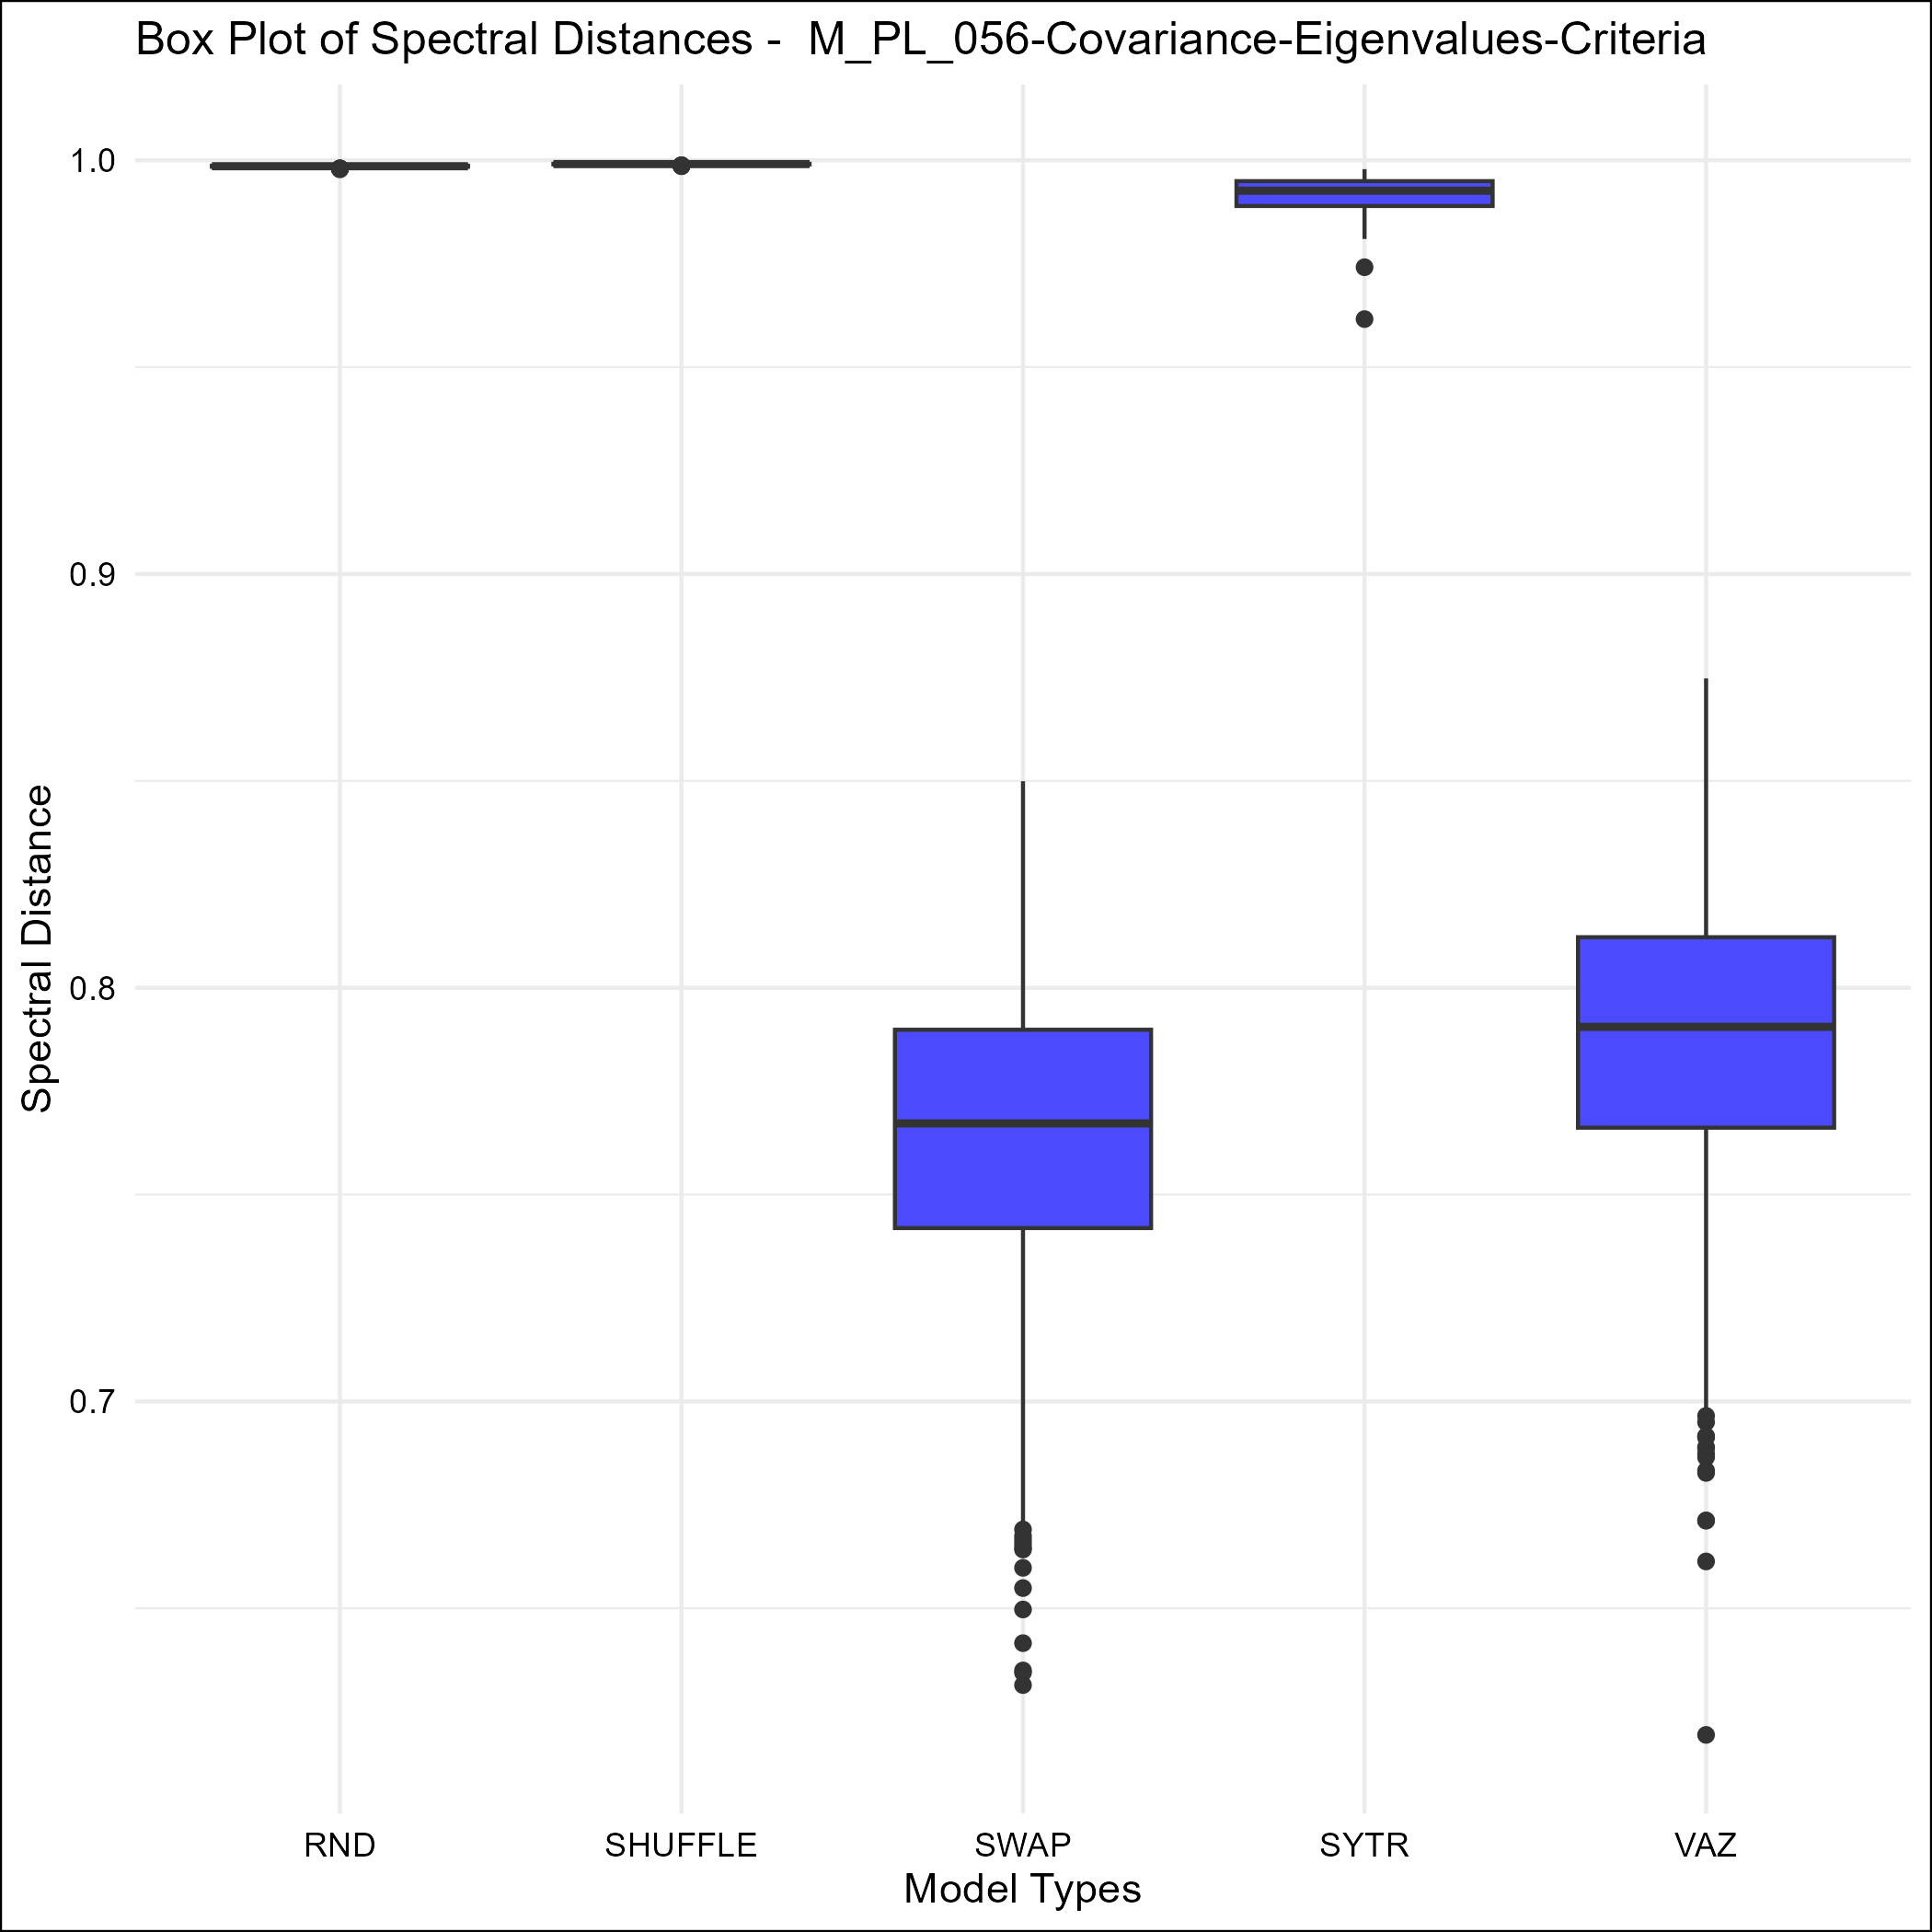 Box Plot of Spectral Distances -  M_PL_056-Covariance-Eigenvalues-Criteria
1.0
0.9
0.8
0.7
Spectral Distance
RND SHUFFLE SWAP SYTR VAZ
Model Types